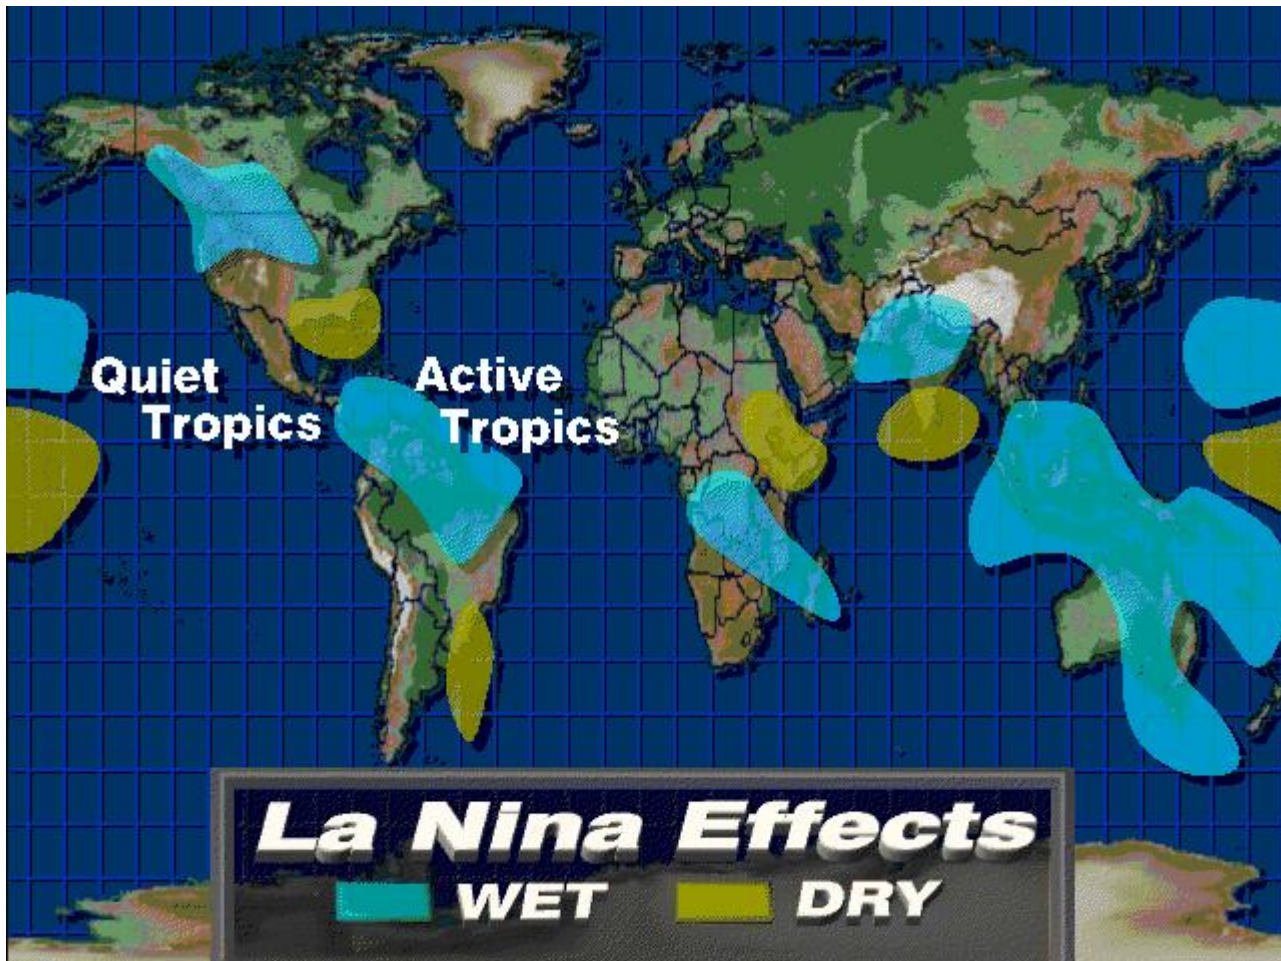 Quiet
Tropics
Active
Tropics
La Nina Effects
WET
DRY